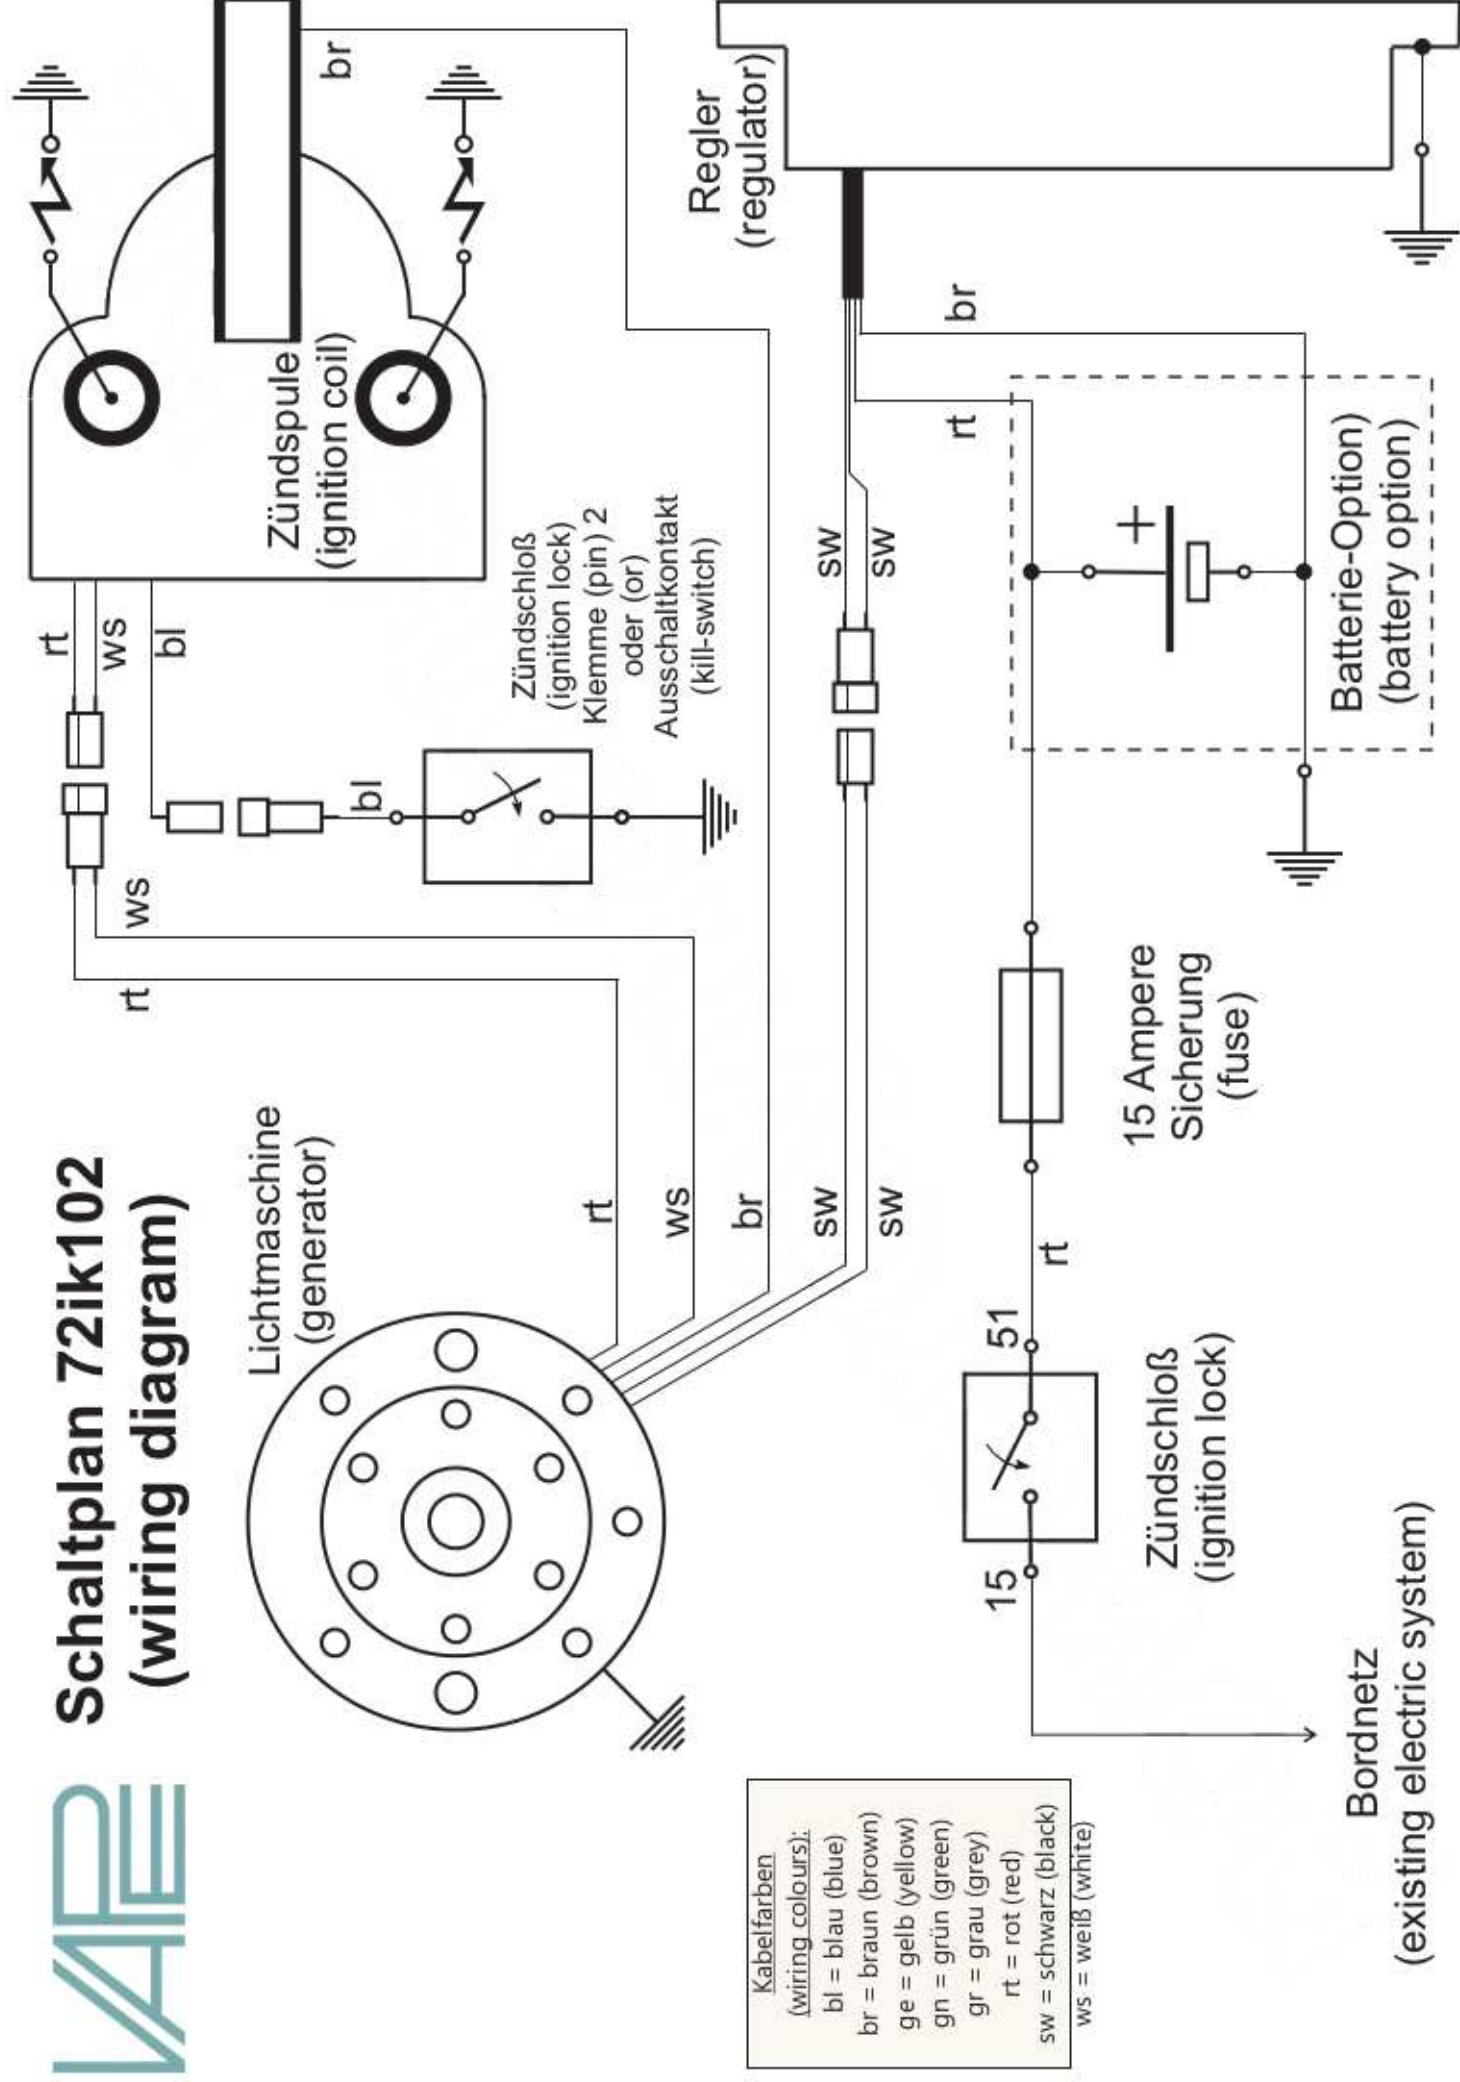 VAPE
Schaltplan 72ik102
(wiring diagram)
Lichtmaschine
(generator)
rt
ws
br
sw
sw
rt
ws
rt
ws
bl
bl
Zündspule
(ignition coil)
br
Zündschloß
(ignition lock)
Klemme (pin) 2
oder (or)
Ausschaltkontakt
(kill-switch)
sw
sw
Regler
(regulator)
br
rt
+
Batterie-Option)
(battery option)
15 Ampere
Sicherung
(fuse)
rt
51
15
Zündschloß
(ignition lock)
Bordnetz
(existing electric system)
Kabelfarben
(wiring colours):
bl = blau (blue)
br = braun (brown)
ge = gelb (yellow)
gn = grün (green)
gr = grau (grey)
rt = rot (red)
sw = schwarz (black)
ws = weiß (white)